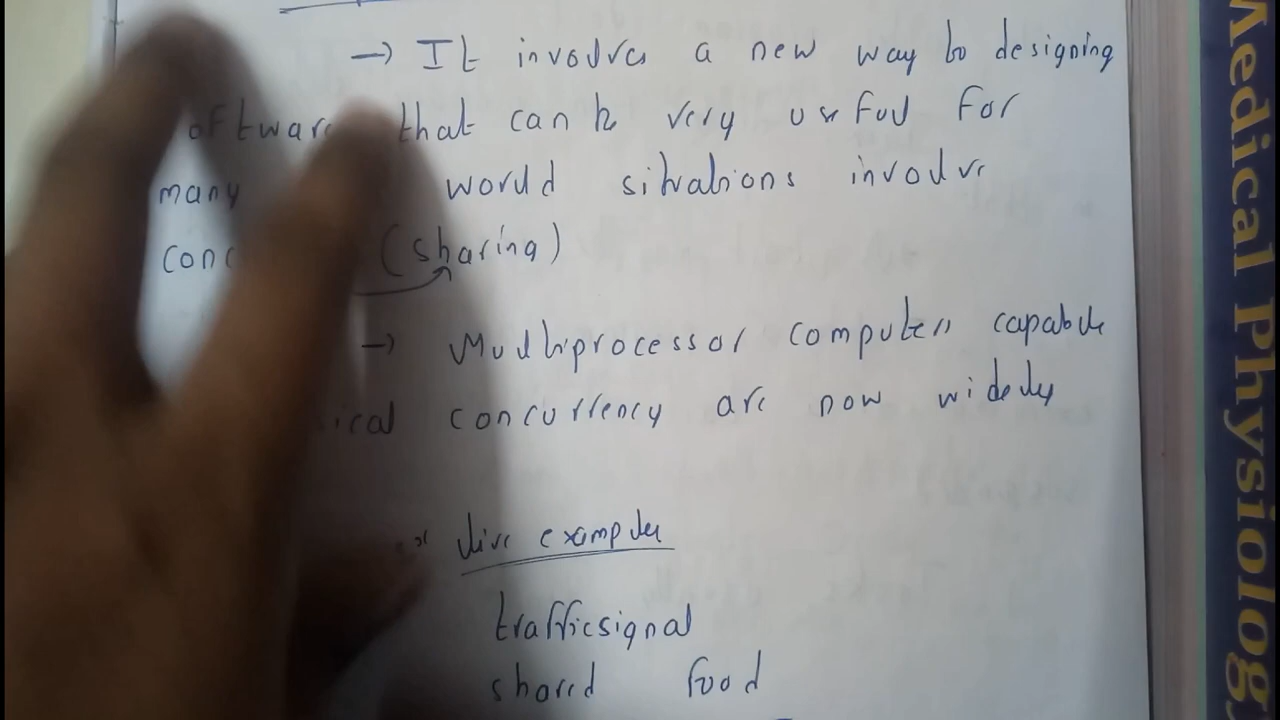 → It involves a new way to designing
oftware that can be very useful for
many world situations involve
conc (sharing)
→ Multiprocessor computers capable
ical concurrency are now widely
* live examples
trafficsignal
shared food
Medical Physiology